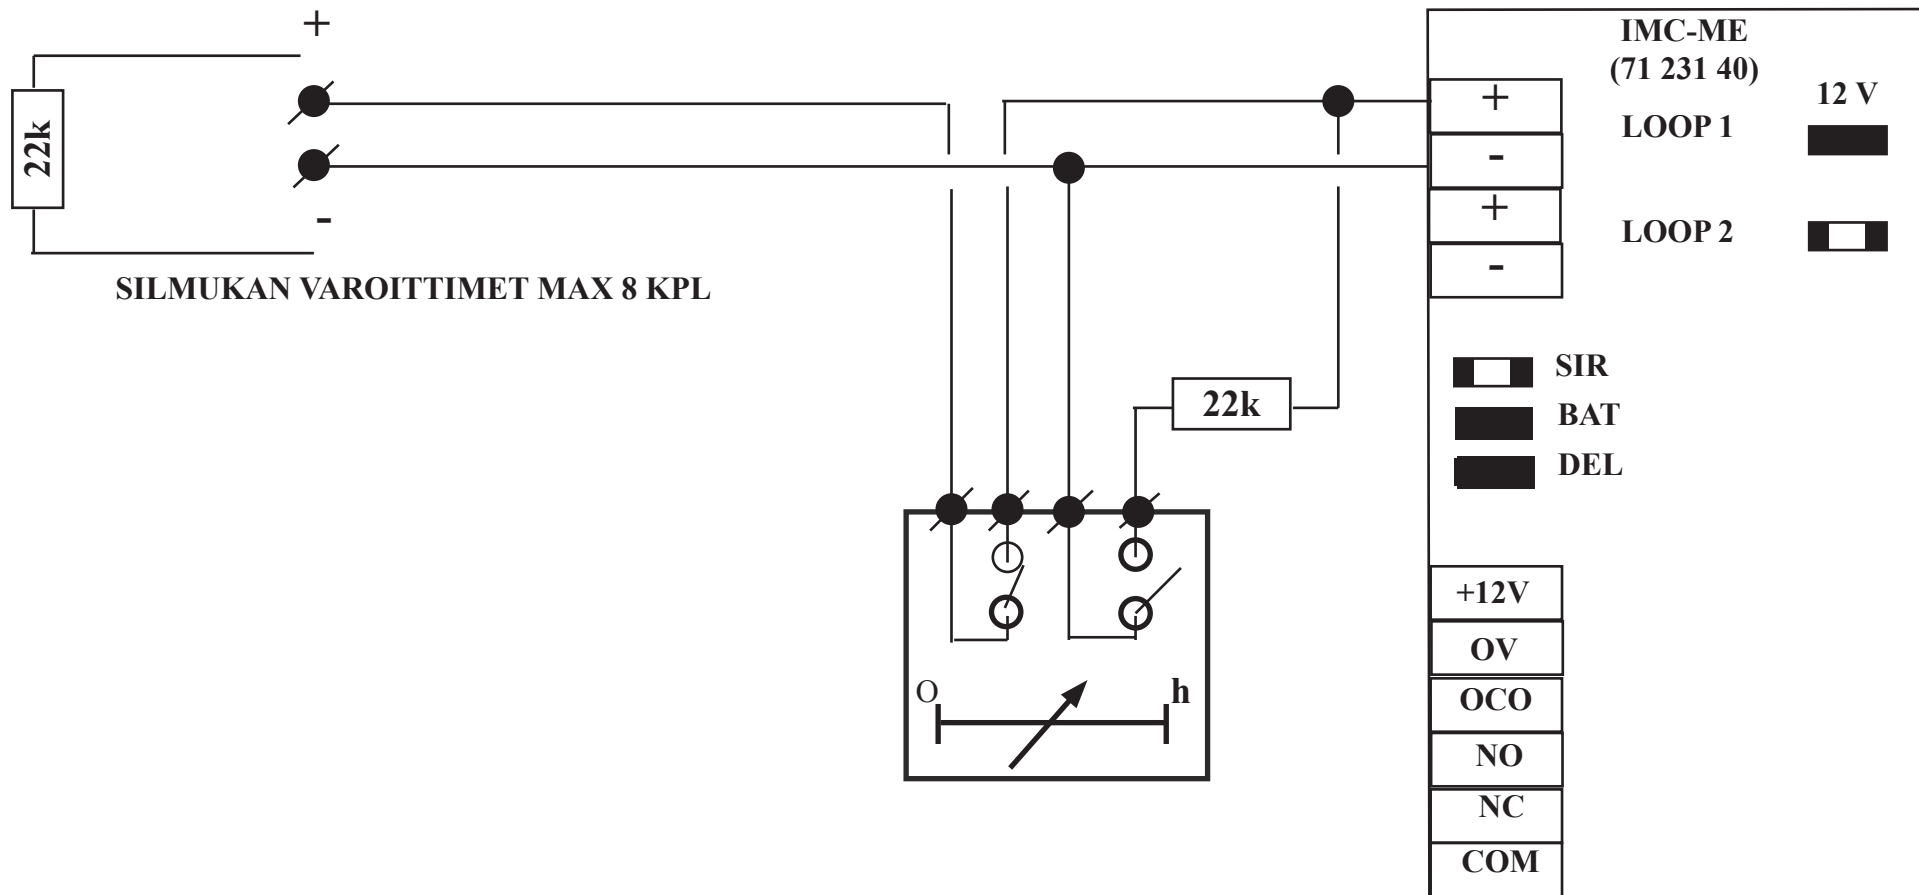 +
22k
-
SILMUKAN VAROITTIMET MAX 8 KPL
IMC-ME
(71 231 40)
12 V
+
LOOP 1
-
+
LOOP 2
-
22k
SIR
BAT
DEL
O
h
+12V
OV
OCO
NO
NC
COM